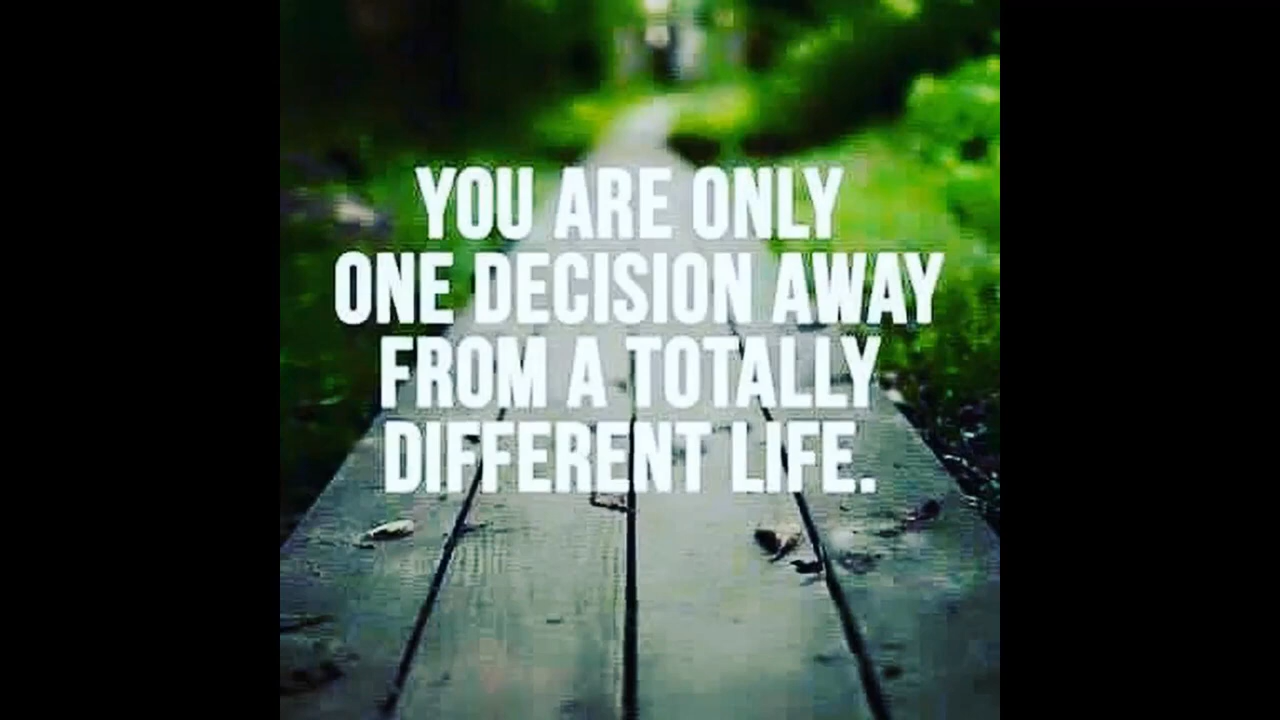 YOU ARE ONLY
ONE DECISION AWAY
FROM A TOTALLY
DIFFERENT LIFE.